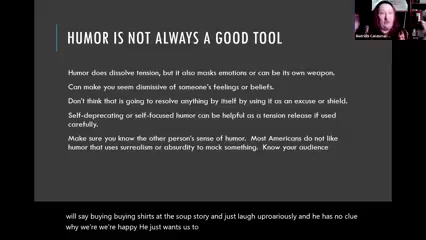 HUMOR IS NOT ALWAYS A GOOD TOOL
Humor does dissolve tension, but it also masks emotions or can be its own weapon.
Can make you seem dismissive of someone's feelings or beliefs.
Don't think that is going to resolve anything by itself by using it as an excuse or shield.
Self-deprecating or self-focused humor can be helpful as a tension release if used
carefully.
Make sure you know the other person's sense of humor.  Most Americans do not like
humor that uses surrealism or absurdity to mock something.  Know your audience
will say buying buying shirts at the soup story and just laugh uproariously and he has no clue
why we're we're happy He just wants us to